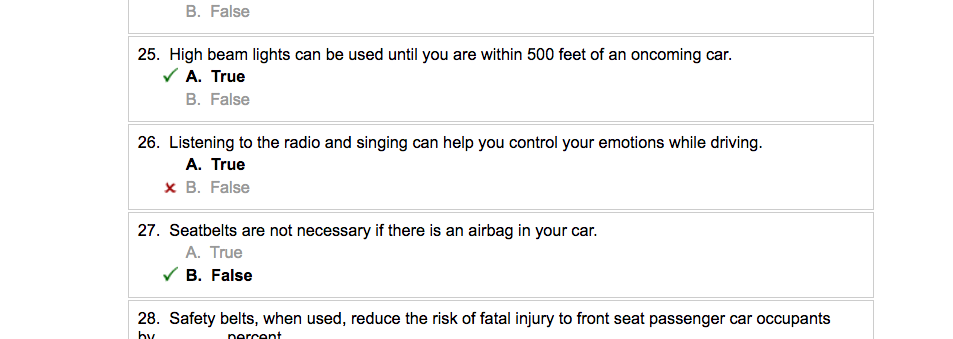 B. False
25. High beam lights can be used until you are within 500 feet of an oncoming car.
A. True
B. False
26. Listening to the radio and singing can help you control your emotions while driving.
A. True
B. False
27. Seatbelts are not necessary if there is an airbag in your car.
A. True
B. False
28. Safety belts, when used, reduce the risk of fatal injury to front seat passenger car occupants
by percent